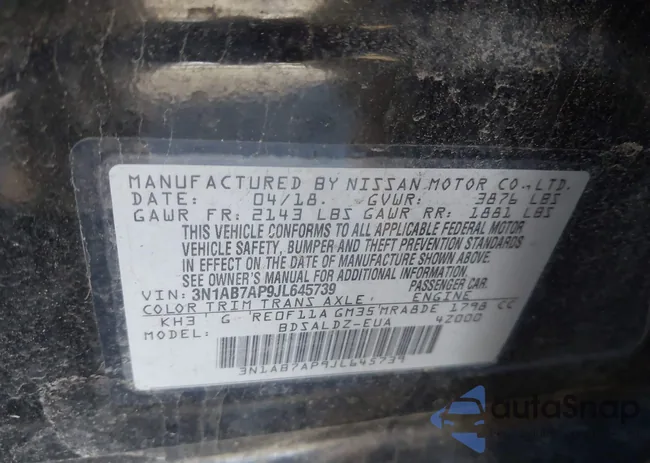 MANUFACTURED BY NISSAN MOTOR CO., LTD.
DATE: 04/18. GVWR: 3876 LBS
GAWR FR: 2143 LBS GAWR RR: 1881 LBS
THIS VEHICLE CONFORMS TO ALL APPLICABLE FEDERAL MOTOR
VEHICLE SAFETY, BUMPER AND THEFT PREVENTION STANDARDS
IN EFFECT ON THE DATE OF MANUFACTURE SHOWN ABOVE.
SEE OWNER'S MANUAL FOR ADDITIONAL INFORMATION.
VIN: 3N1AB7AP9JL645739 PASSENGER CAR.
COLOR TRIM TRANS AXLE. ENGINE
KH3 G RE0F11A GM35 MRA8DE 1798 CC
MODEL: BDSALDZ-EUA 42000
3N1AB7AP9JL645739
autoSnap